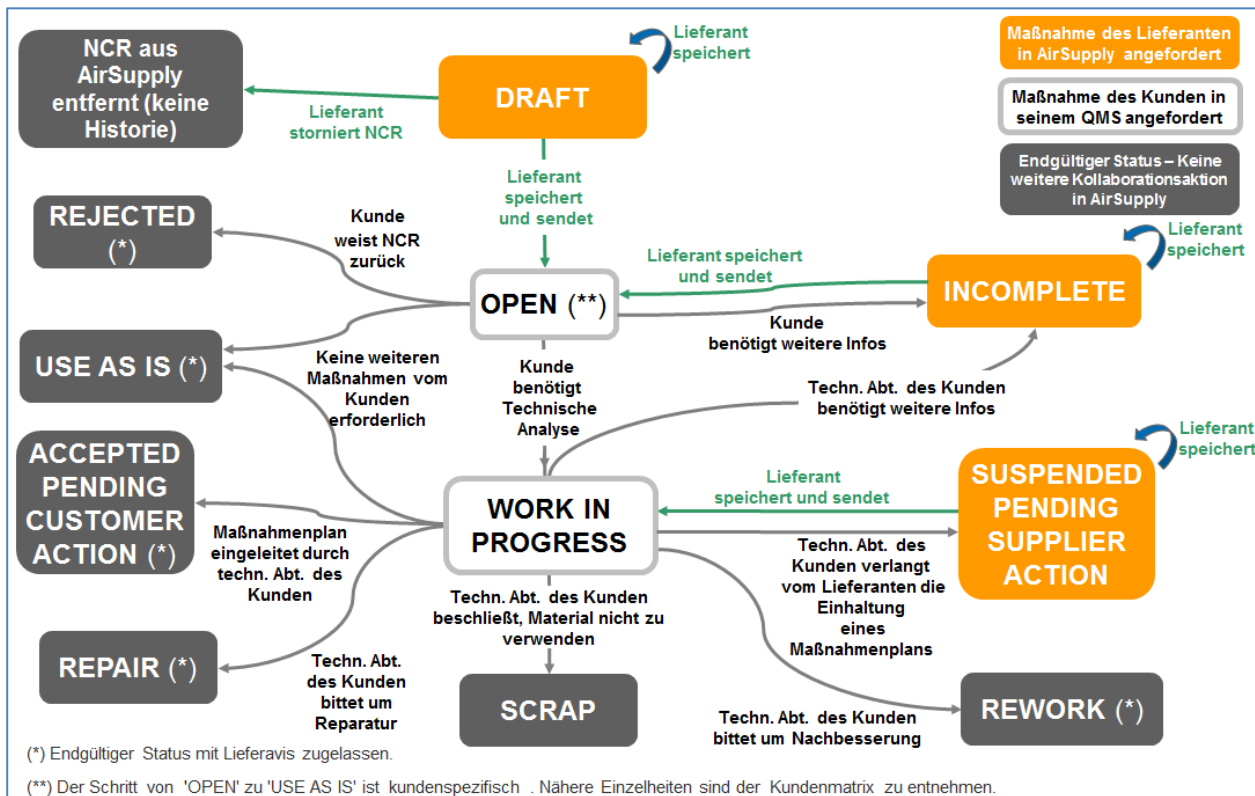 NCR aus
AirSupply
entfernt (keine
Historie)
Lieferant
storniert NCR
DRAFT
Lieferant
speichert
Maßnahme des Lieferanten
in AirSupply angefordert
Maßnahme des Kunden in
seinem QMS angefordert
Endgültiger Status – Keine
weitere Kollaborationsaktion
in AirSupply
Lieferant
speichert
und sendet
REJECTED
(*)
Kunde
weist NCR
zurück
OPEN (**)
Lieferant speichert
und sendet
INCOMPLETE
Lieferant
speichert
Kunde
benötigt weitere Infos
USE AS IS (*)
Keine weiteren
Maßnahmen vom
Kunden
erforderlich
Kunde
benötigt
Technische
Analyse
Techn. Abt. des Kunden
benötigt weitere Infos
ACCEPTED
PENDING
CUSTOMER
ACTION (*)
Maßnahmenplan
eingeleitet durch
techn. Abt. des
Kunden
WORK IN
PROGRESS
Lieferant
speichert und sendet
Lieferant
speichert
SUSPENDED
PENDING
SUPPLIER
ACTION
Techn. Abt. des
Kunden verlangt
vom Lieferanten die
Einhaltung
eines
Maßnahmenplans
Techn. Abt. des Kunden
beschließt, Material nicht zu
verwenden
REPAIR (*)
Techn. Abt.
des Kunden
bittet um
Reparatur
SCRAP
Techn. Abt. des Kunden
bittet um Nachbesserung
REWORK (*)
(*) Endgültiger Status mit Lieferavis zugelassen.
(**) Der Schritt von 'OPEN' zu 'USE AS IS' ist kundenspezifisch . Nähere Einzelheiten sind der Kundenmatrix zu entnehmen.